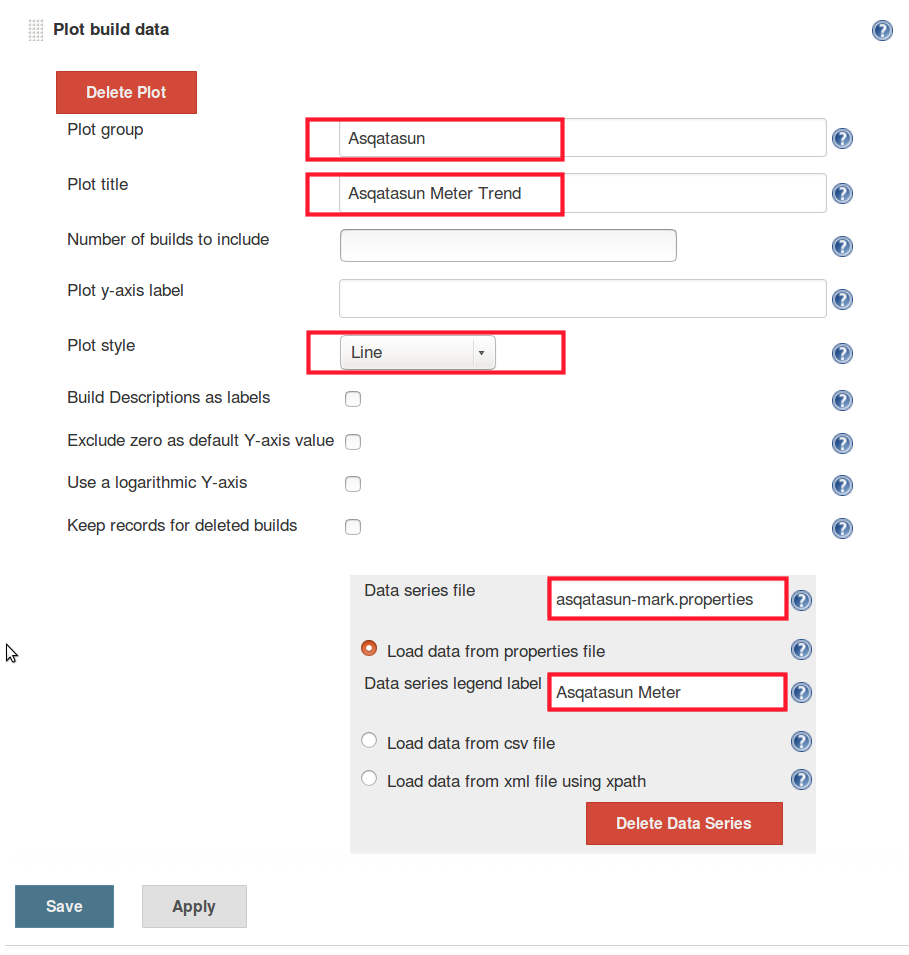 Plot build data
Delete Plot
Plot group
Asqatasun
Plot title
Asqatasun Meter Trend
Number of builds to include
Plot y-axis label
Plot style
Line
Build Descriptions as labels
Exclude zero as default Y-axis value
Use a logarithmic Y-axis
Keep records for deleted builds
Data series file
asqatasun-mark.properties
Load data from properties file
Data series legend label
Asqatasun Meter
Load data from csv file
Load data from xml file using xpath
Delete Data Series
Save
Apply